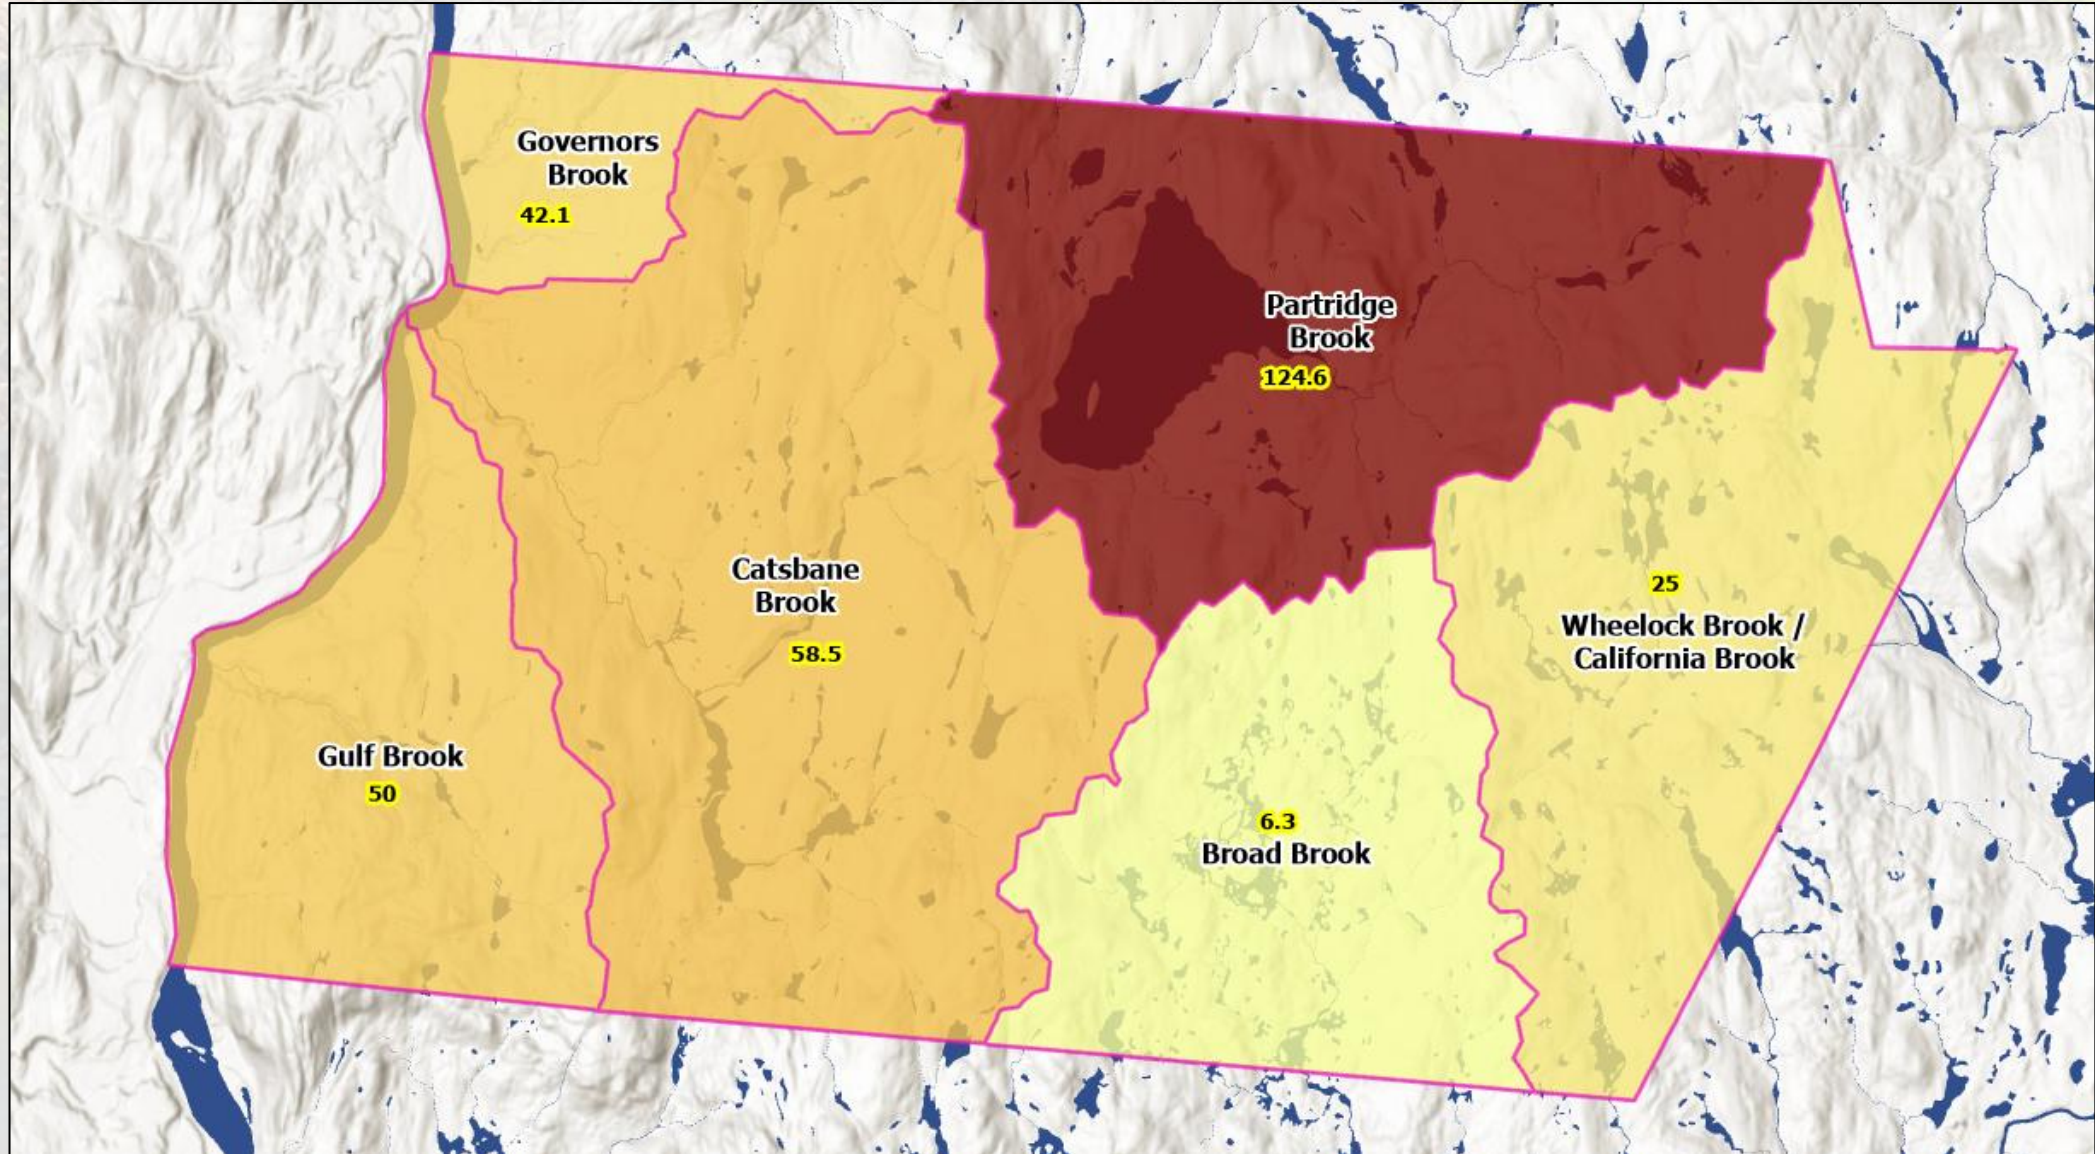 Governors
Brook
42.1
Partridge
Brook
124.6
Catsbane
Brook
58.5
25
Wheelock Brook /
California Brook
Gulf Brook
50
6.3
Broad Brook